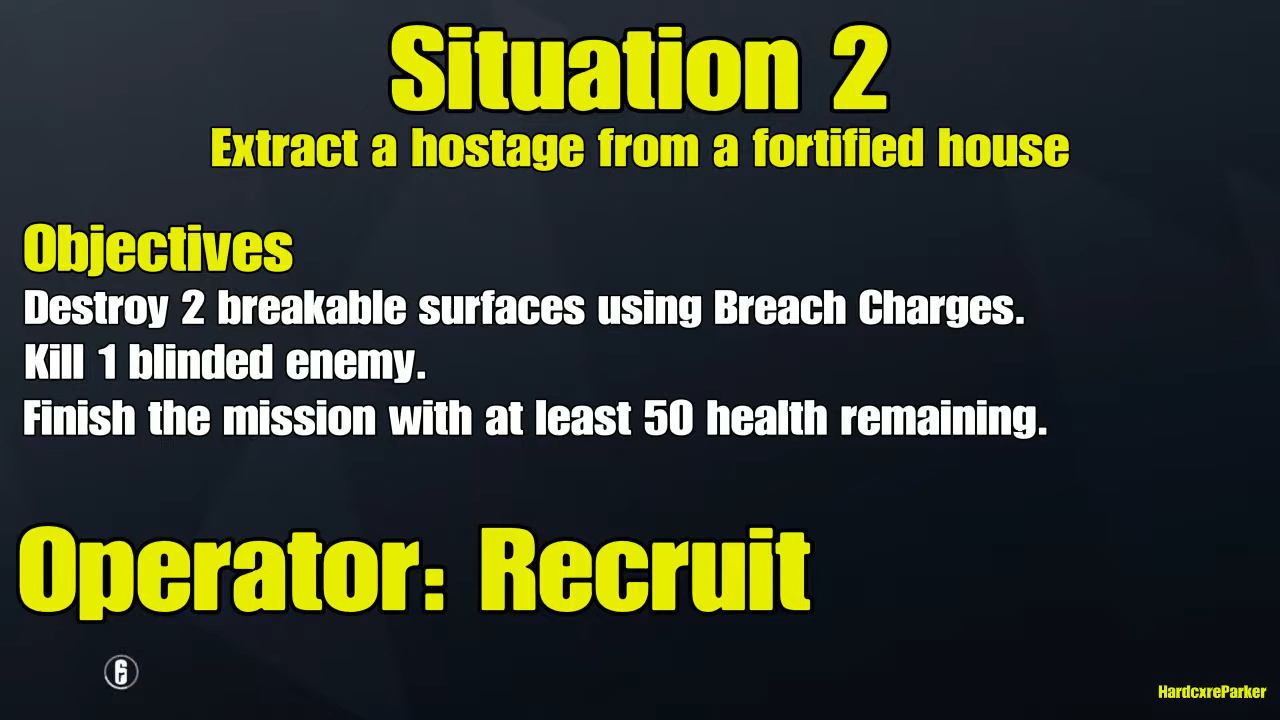 Situation 2
Extract a hostage from a fortified house
Objectives
Destroy 2 breakable surfaces using Breach Charges.
Kill 1 blinded enemy.
Finish the mission with at least 50 health remaining.
Operator: Recruit
6
HardcxreParker